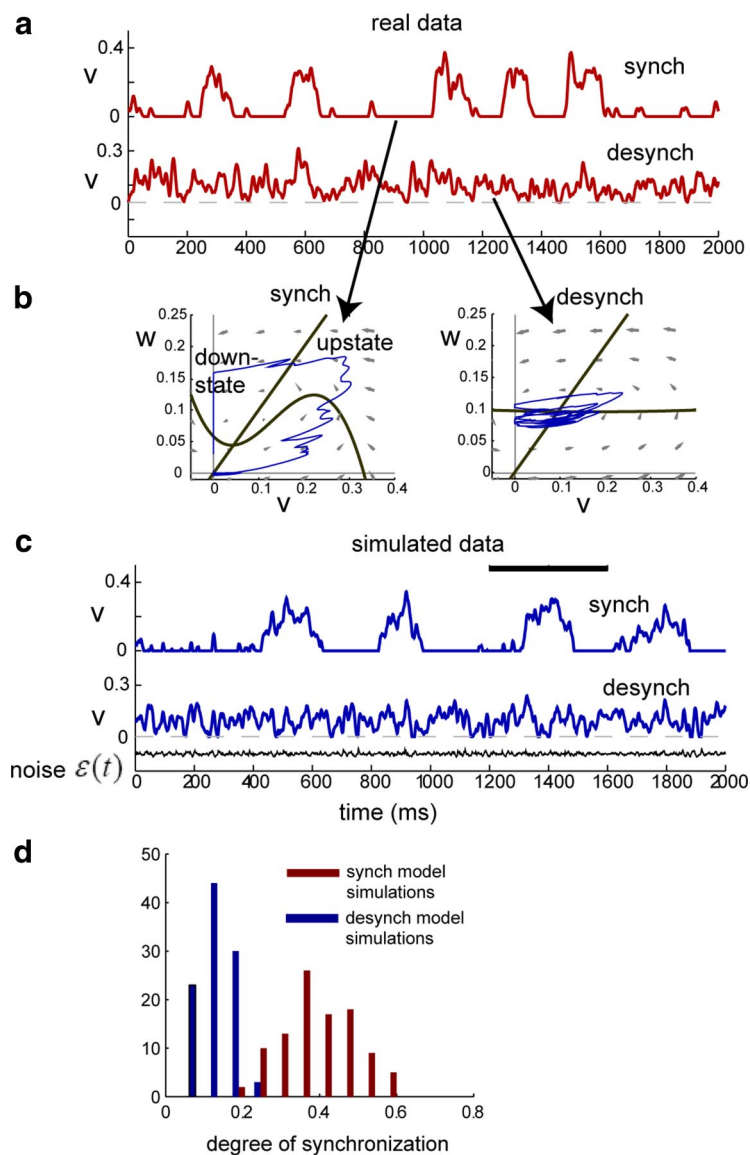 a
real data
0.4
V
synch
0
0.3
V
desynch
0
0 200 400 600 800 1000 1200 1400 1600 1800 2000
b
synch
desynch
0.25
W
0.2
0.15
0.1
0.05
0
down-
state
upstate
0 0.1 0.2 0.3 0.4
V
0.25
W
0.2
0.15
0.1
0.05
0
0 0.1 0.2 0.3 0.4
V
c
simulated data
0.4
V
synch
0
0.3
V
desynch
0
noise ε(t)
0 200 400 600 800 1000 1200 1400 1600 1800 2000
time (ms)
d
50
40
30
20
10
0
synch model
simulations
desynch model
simulations
0 0.2 0.4 0.6 0.8
degree of synchronization